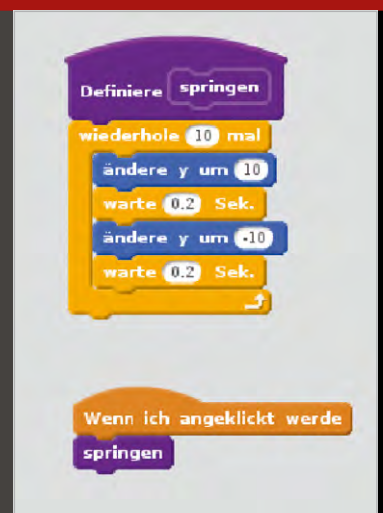 Definiere springen
wiederhole 10 mal
ändere y um 10
warte 0.2 Sek.
ändere y um -10
warte 0.2 Sek.
Wenn ich angeklickt werde
springen